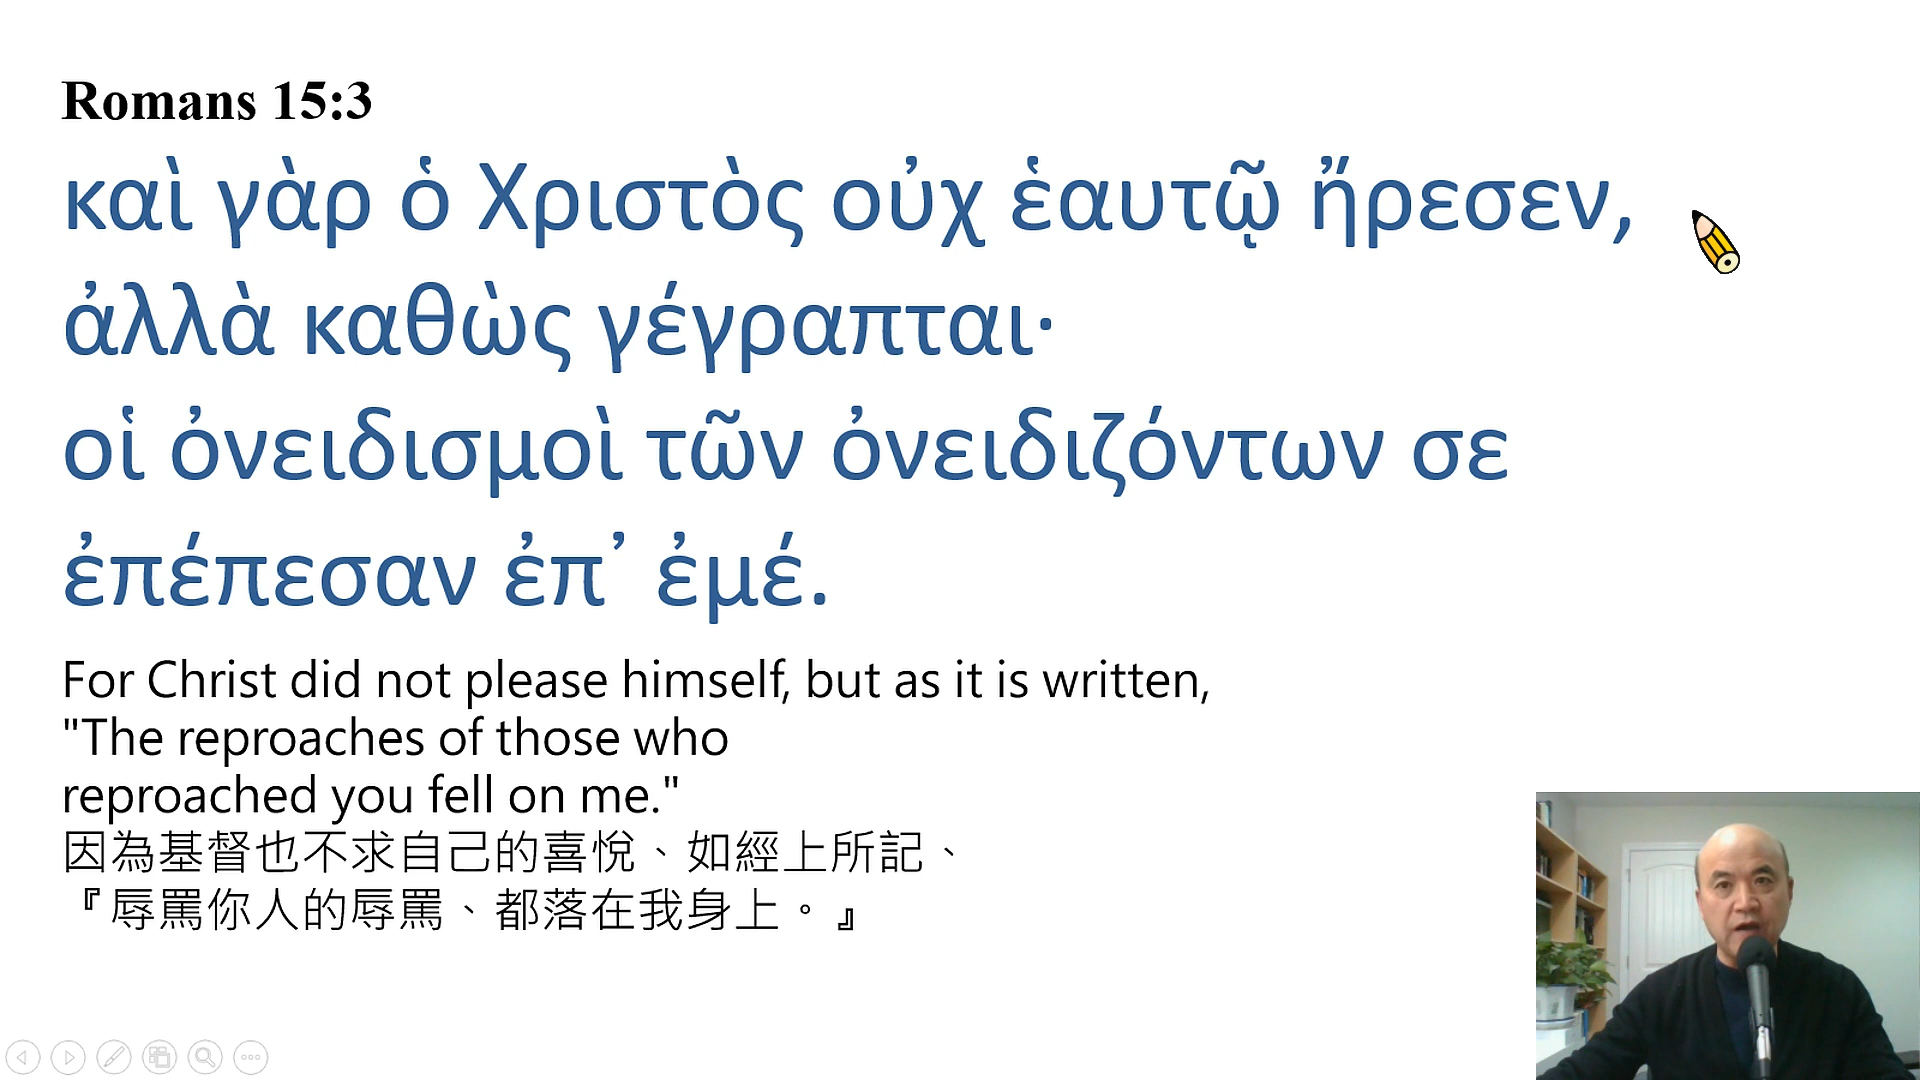 Romans 15:3
καὶ γὰρ ὁ Χριστὸς οὐχ ἑαυτῷ ἤρεσεν,
ἀλλὰ καθὼς γέγραπται·
οἱ ὀνειδισμοὶ τῶν ὀνειδιζόντων σε
ἐπέπεσαν ἐπ᾽ ἐμέ.
For Christ did not please himself, but as it is written,
"The reproaches of those who
reproached you fell on me."
因為基督也不求自己的喜悅、如經上所記、
『辱罵你人的辱罵、都落在我身上。』